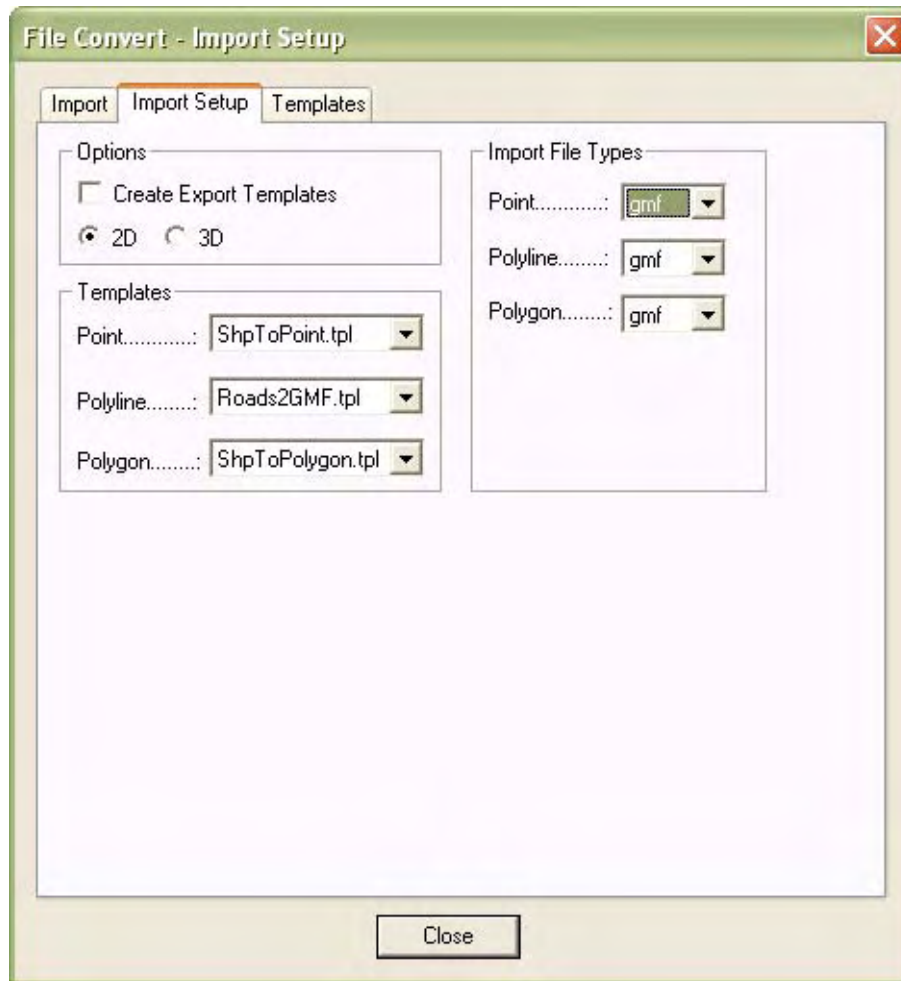 File Convert - Import Setup
Import Import Setup Templates
Options
Create Export Templates
2D 3D
Templates
Point............: ShpToPoint.tpl
Polyline........: Roads2GMF.tpl
Polygon........: ShpToPolygon.tpl
Import File Types
Point...........: gmf
Polyline........: gmf
Polygon........: gmf
Close